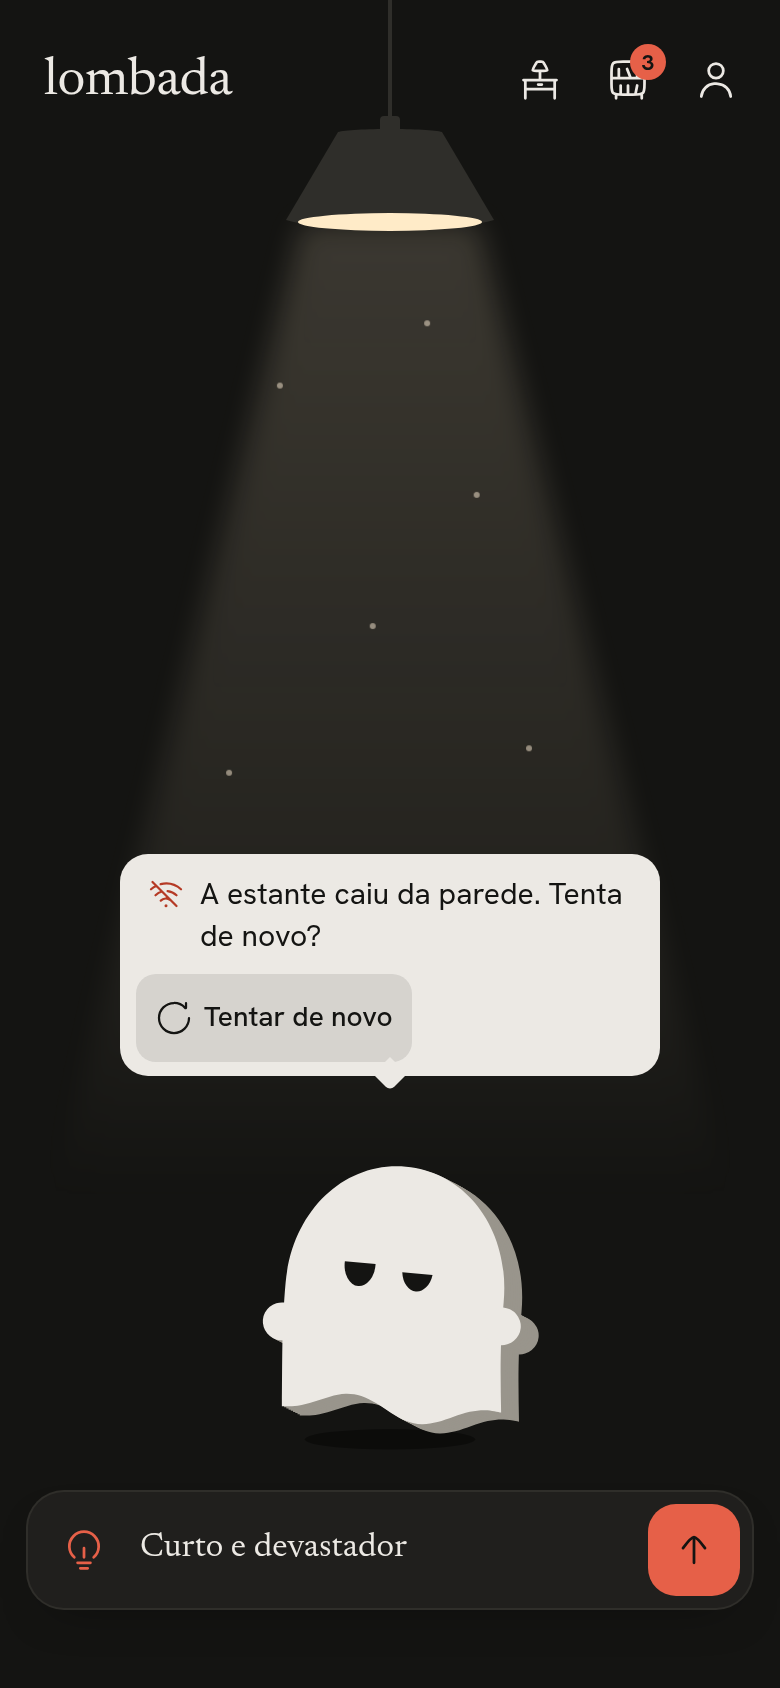 lombada
3
A estante caiu da parede. Tenta
de novo?
Tentar de novo
Curto e devastador